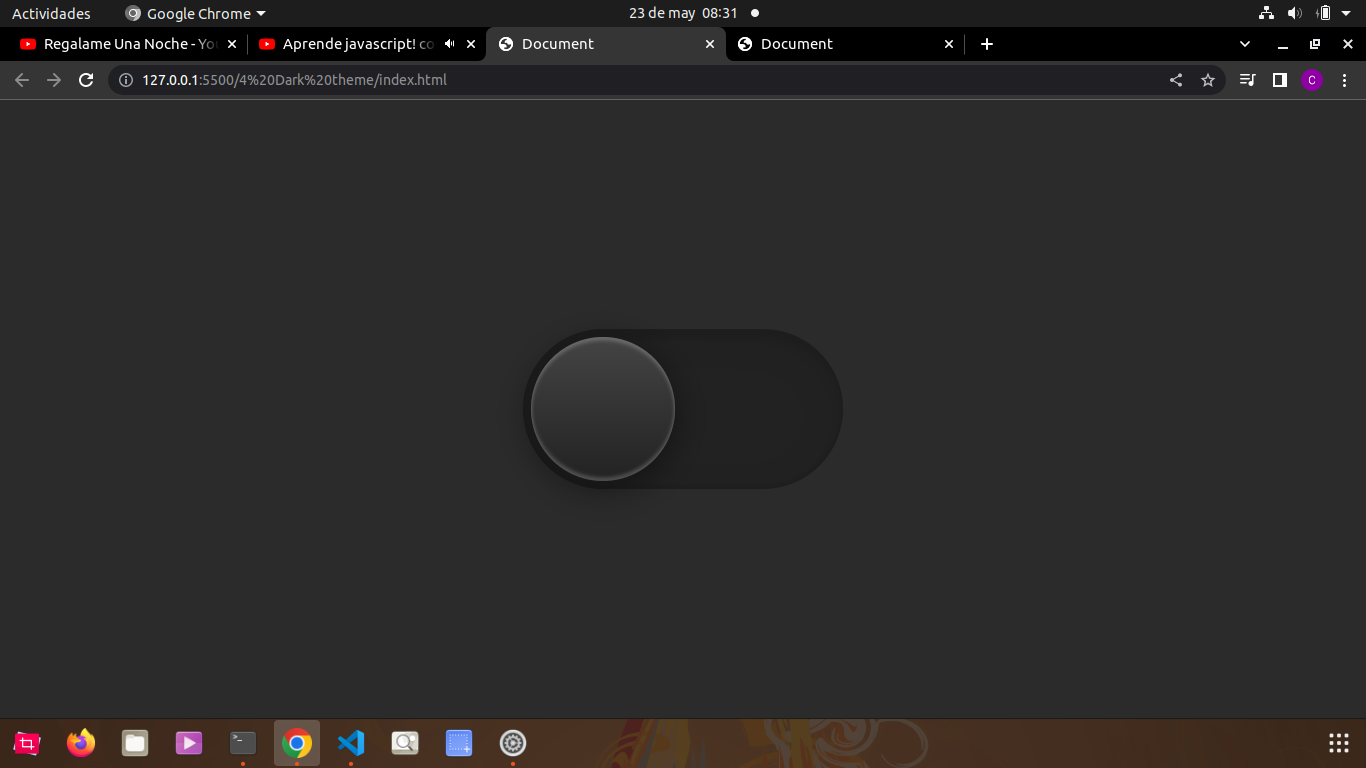 Actividades Google Chrome 23 de may 08:31
Regalame Una Noche - You Aprende javascript! co Document Document
127.0.0.1:5500/4%20Dark%20theme/index.html C